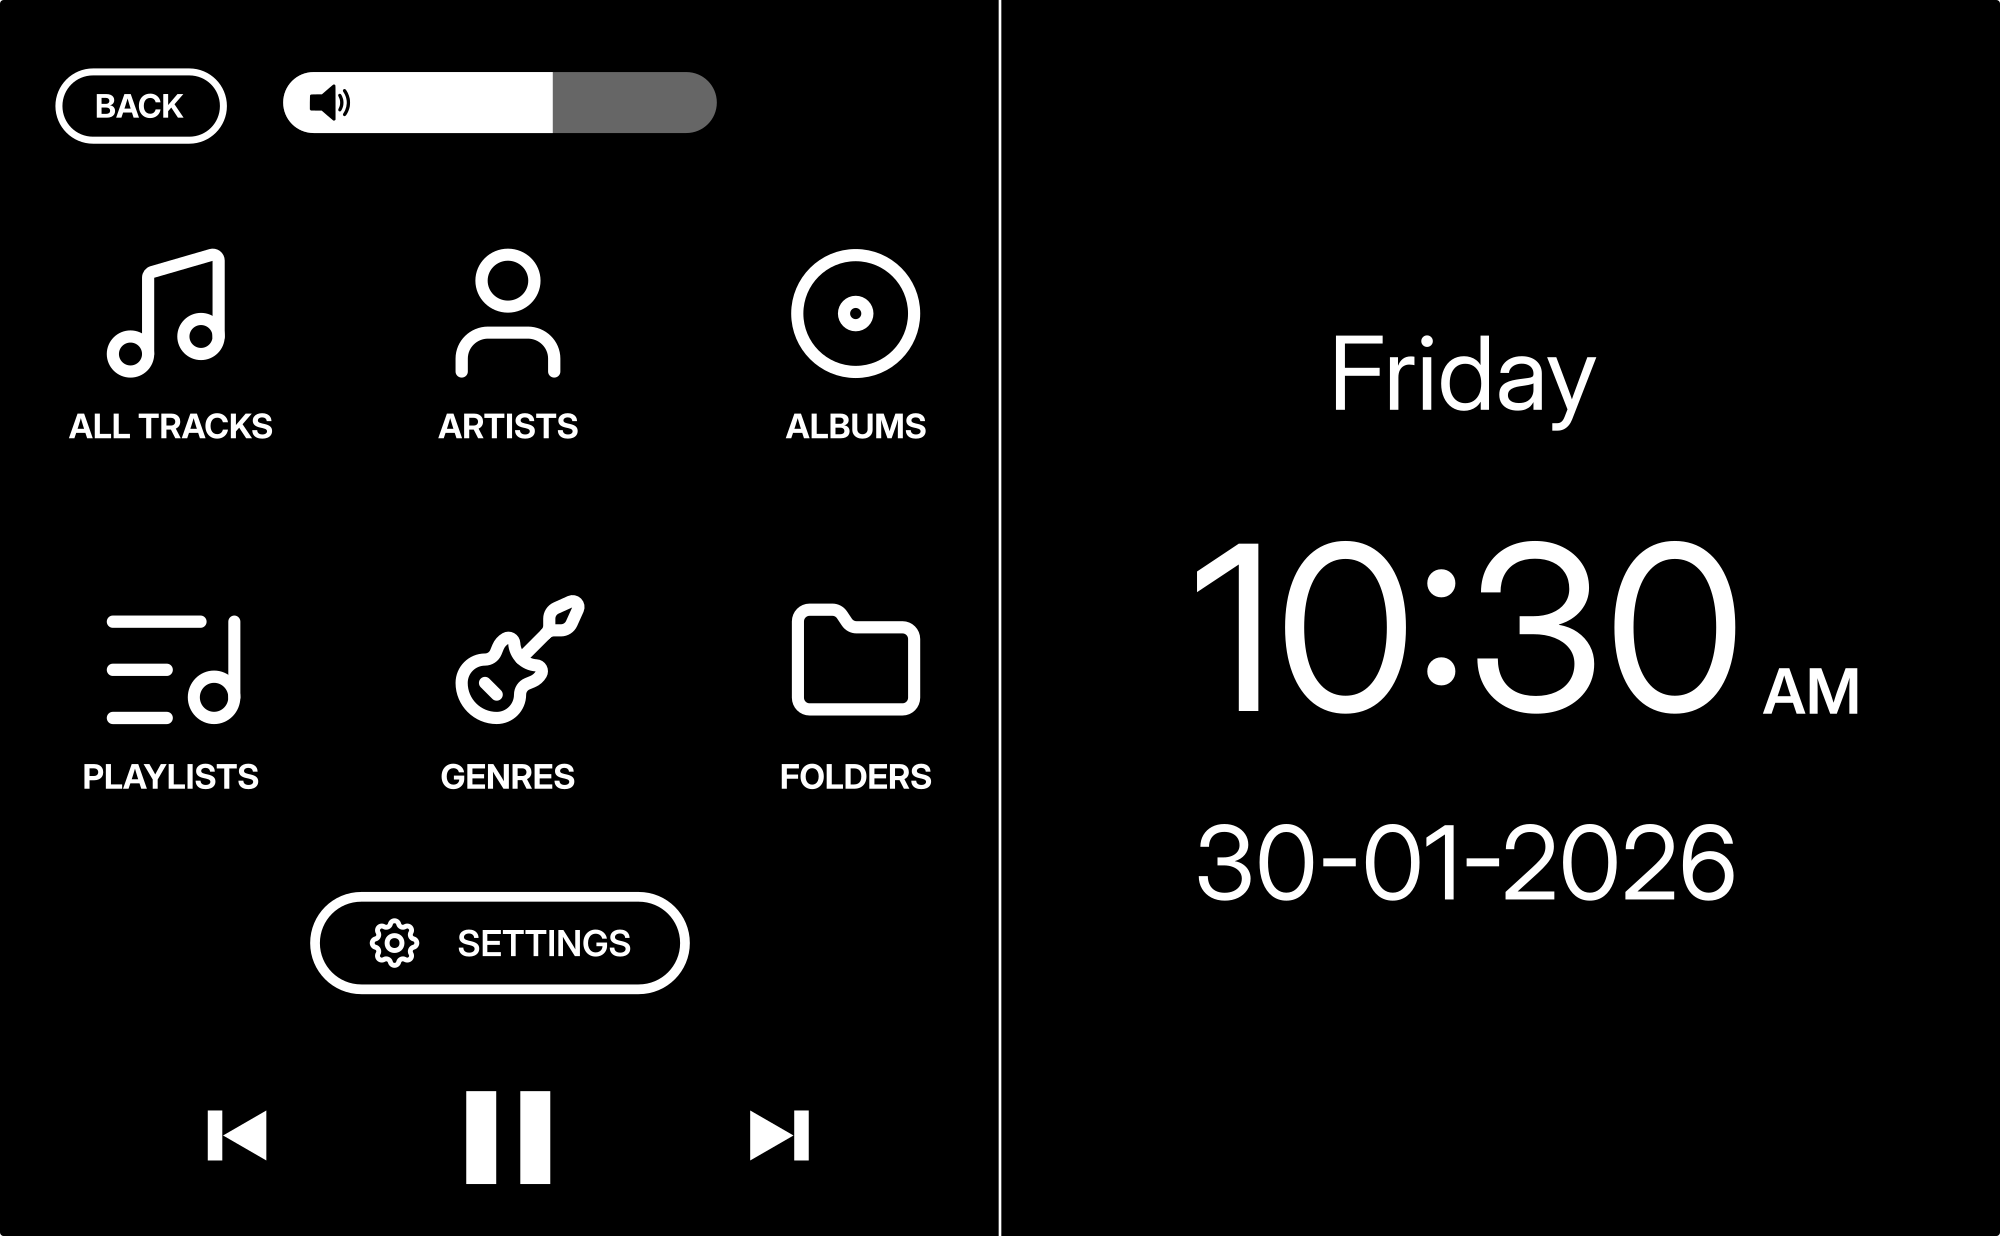 BACK
ALL TRACKS
ARTISTS
ALBUMS
PLAYLISTS
GENRES
FOLDERS
SETTINGS
Friday
10:30 AM
30-01-2026